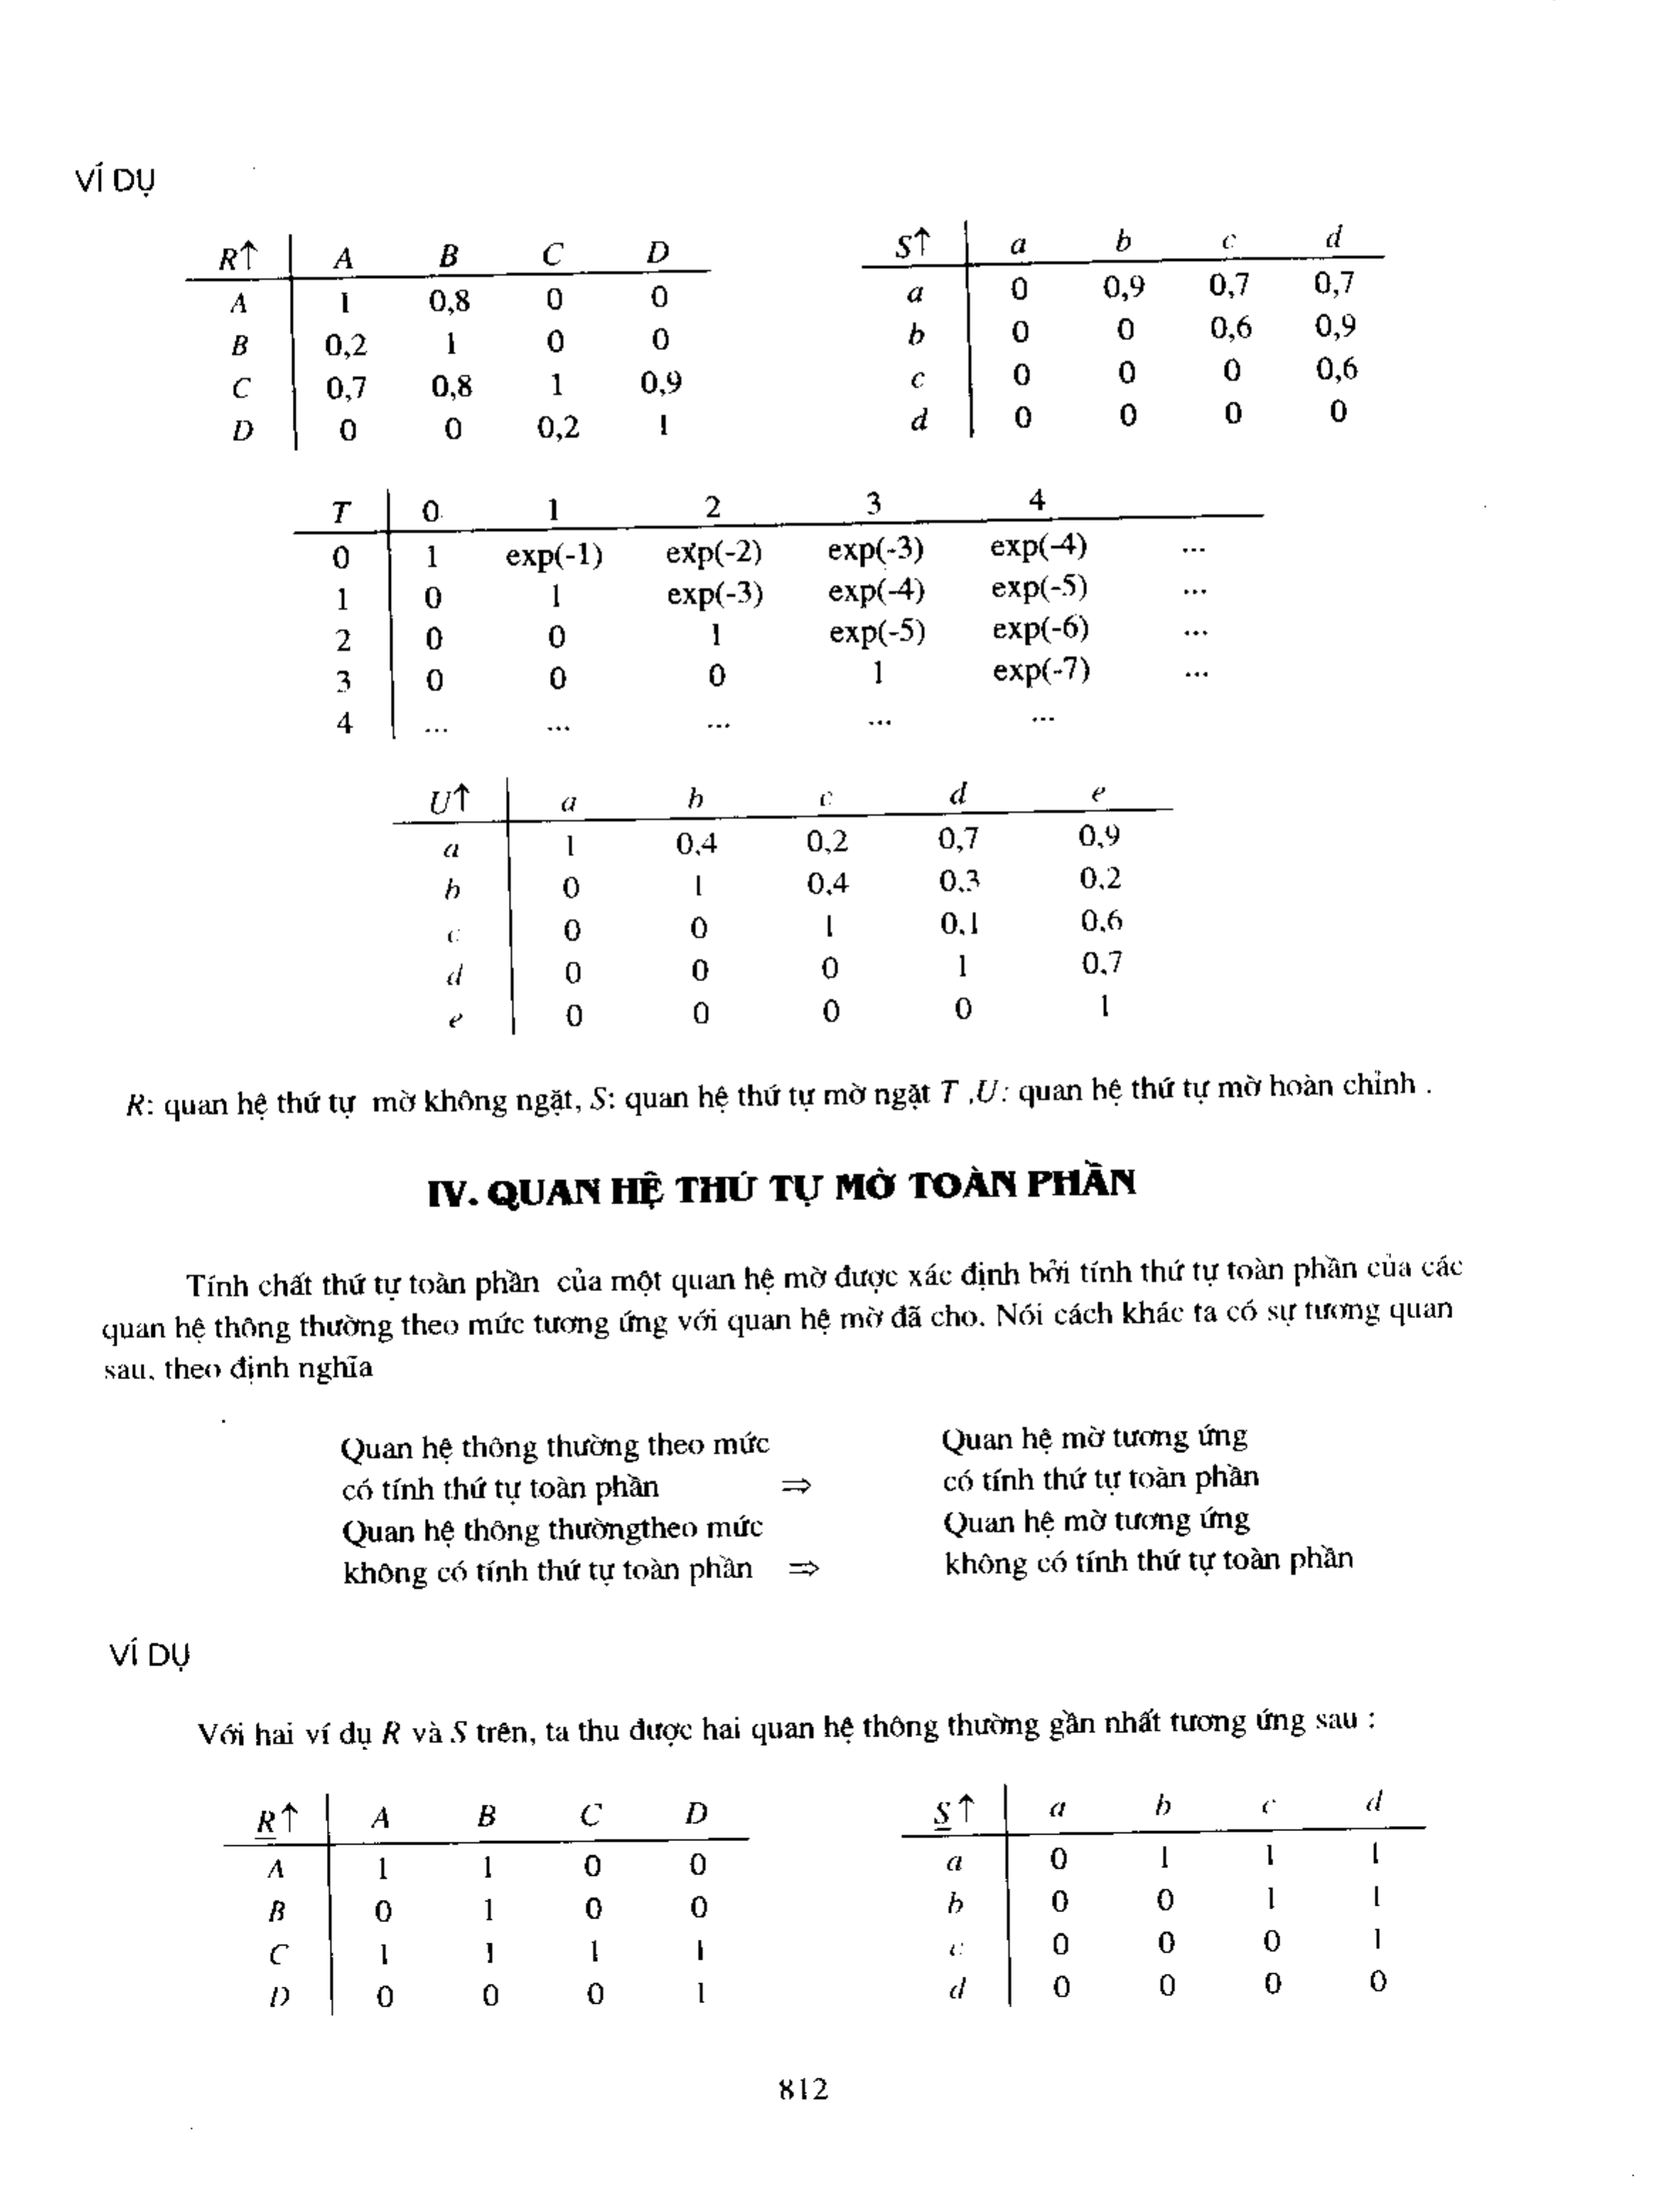 VÍ DỤ
R↑ A B C D
A 1 0,8 0 0
B 0,2 1 0 0
C 0,7 0,8 1 0,9
D 0 0 0,2 1
S↑ a b c d
a 0 0,9 0,7 0,7
b 0 0 0,6 0,9
c 0 0 0 0,6
d 0 0 0 0
T 0 1 2 3 4
0 1 exp(-1) exp(-2) exp(-3) exp(-4) ...
1 0 1 exp(-3) exp(-4) exp(-5) ...
2 0 0 1 exp(-5) exp(-6) ...
3 0 0 0 1 exp(-7) ...
4 ... ... ... ... ...
U↑ a b c d e
a 1 0,4 0,2 0,7 0,9
b 0 1 0,4 0,3 0,2
c 0 0 1 0,1 0,6
d 0 0 0 1 0,7
e 0 0 0 0 1
R: quan hệ thứ tự mờ không ngặt, S: quan hệ thứ tự mờ ngặt T ,U: quan hệ thứ tự mờ hoàn chỉnh .
IV. QUAN HỆ THỨ TỰ MỜ TOÀN PHẦN
Tính chất thứ tự toàn phần của một quan hệ mờ được xác định bởi tính thứ tự toàn phần của các
quan hệ thông thường theo mức tương ứng với quan hệ mờ đã cho. Nói cách khác ta có sự tương quan
sau, theo định nghĩa
Quan hệ thông thường theo mức Quan hệ mờ tương ứng
có tính thứ tự toàn phần ⇒ có tính thứ tự toàn phần
Quan hệ thông thườngtheo mức Quan hệ mờ tương ứng
không có tính thứ tự toàn phần ⇒ không có tính thứ tự toàn phần
VÍ DỤ
Với hai ví dụ R và S trên, ta thu được hai quan hệ thông thường gần nhất tương ứng sau :
R↑ A B C D
A 1 1 0 0
B 0 1 0 0
C 1 1 1 1
D 0 0 0 1
S↑ a b c d
a 0 1 1 1
b 0 0 1 1
c 0 0 0 1
d 0 0 0 0
812